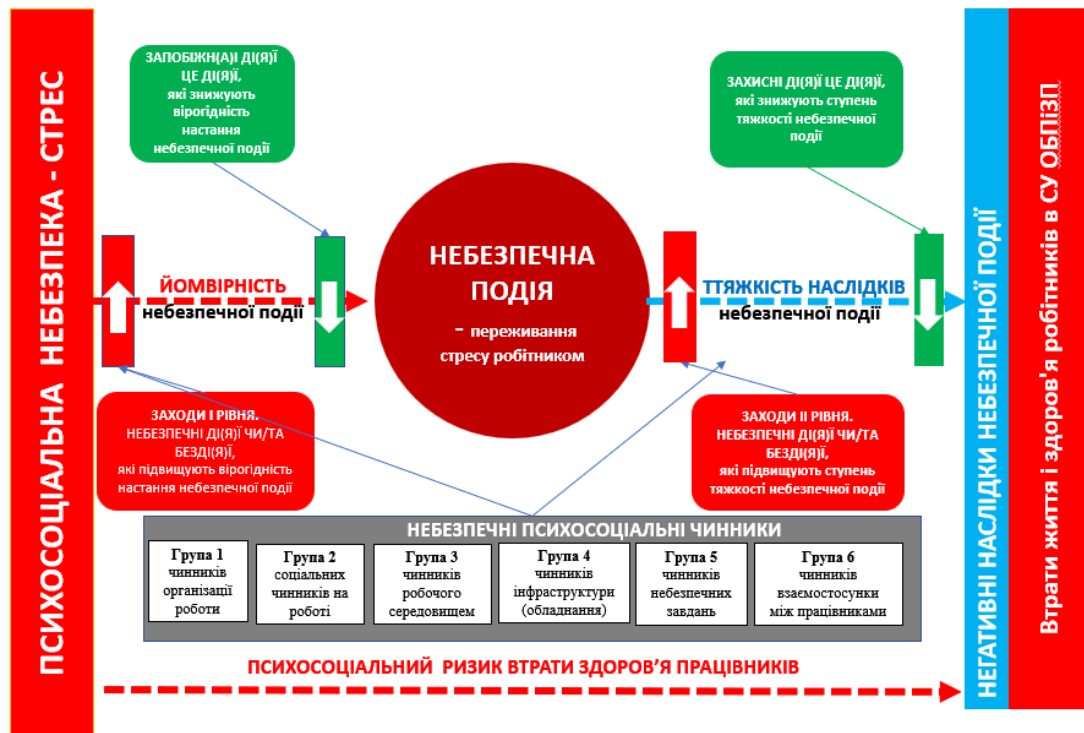 ПСИХОСОЦІАЛЬНА НЕБЕЗПЕКА - СТРЕС
ЗАПОБІЖН(А)І ДІ(Я)Ї
ЦЕ ДІ(Я)Ї,
які знижують
вірогідність
настання
небезпечної події
ЗАХИСНІ ДІ(Я)Ї ЦЕ ДІ(Я)Ї,
які знижують ступень
тяжкості небезпечної
події
ЙОМВІРНІСТЬ
небезпечної події
НЕБЕЗПЕЧНА
ПОДІЯ
- переживання
стресу робітником
ТТЯЖКІСТЬ НАСЛІДКІВ
небезпечної події
ЗАХОДИ І РІВНЯ.
НЕБЕЗПЕЧНІ ДІ(Я)Ї ЧИ/ТА
БЕЗДІ(Я)Ї,
які підвищують вірогідність
настання небезпечної події
ЗАХОДИ ІІ РІВНЯ.
НЕБЕЗПЕЧНІ ДІ(Я)Ї ЧИ/ТА
БЕЗДІ(Я)Ї,
які підвищують ступень
тяжкості небезпечної події
НЕБЕЗПЕЧНІ ПСИХОСОЦІАЛЬНІ ЧИННИКИ
Група 1
чинників
організації
роботи
Група 2
соціальних
чинників на
роботі
Група 3
чинників
робочого
середовищем
Група 4
чинників
інфраструктури
(обладнання)
Група 5
чинників
небезпечних
завдань
Група 6
чинників
взаємостосунки
між працівниками
ПСИХОСОЦІАЛЬНИЙ РИЗИК ВТРАТИ ЗДОРОВ'Я ПРАЦІВНИКІВ
НЕГАТИВНІ НАСЛІДКИ НЕБЕЗПЕЧНОЇ ПОДІЇ
Втрати життя і здоров'я робітників в СУ ОБПіЗП